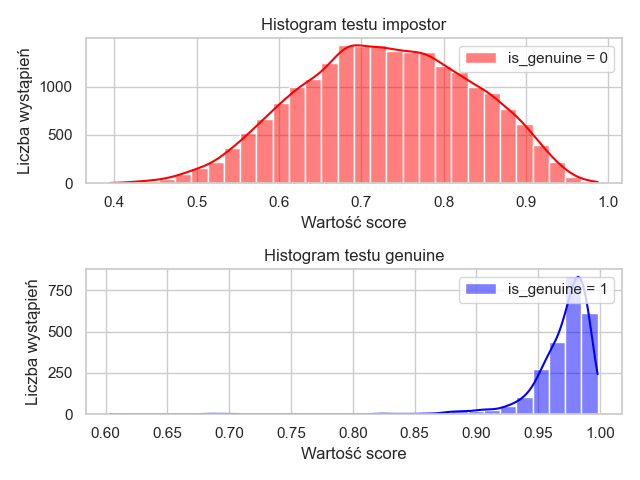 Histogram testu impostor
Liczba wystąpień
is_genuine = 0
1000
500
0
0.4 0.5 0.6 0.7 0.8 0.9 1.0
Wartość score
Histogram testu genuine
Liczba wystąpień
is_genuine = 1
750
500
250
0
0.60 0.65 0.70 0.75 0.80 0.85 0.90 0.95 1.00
Wartość score